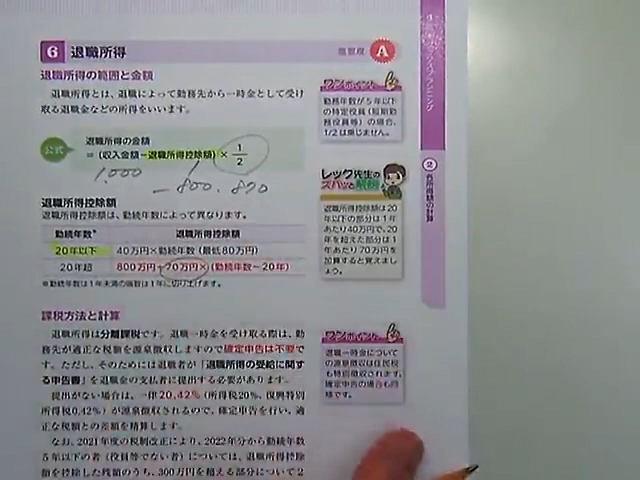 6 退職所得
重要度 A
退職所得の範囲と金額
退職所得とは、退職によって勤務先から一時金として受け
取る退職金などの所得をいいます。
公式
退職所得の金額
=(収入金額−退職所得控除額)× 1/2
1,000
−800. 870
退職所得控除額
退職所得控除額は、勤続年数によって異なります。
勤続年数* 退職所得控除額
20年以下 40万円×勤続年数(最低80万円)
20年超 800万円+70万円×(勤続年数−20年)
*勤続年数は1年未満の端数は1年に切り上げます。
課税方法と計算
退職所得は分離課税です。退職一時金を受け取る際は、勤
務先が適正な税額を源泉徴収しますので確定申告は不要で
す。ただし、そのためには退職者が「退職所得の受給に関す
る申告書」を退職金の支払者に提出する必要があります。
提出がない場合は、一律20.42%(所得税20%、復興特別
所得税0.42%)が源泉徴収されるので、確定申告を行い、適
正な税額との差額を精算します。
なお、2021年度の税制改正により、2022年分から勤続年数
5年以下の者(役員等でない者)については、退職所得控除
額を控除した残額のうち、300万円を超える部分について2
ワンポイント
勤務年数が5年以下
の特定役員(短期勤
務役員等)の場合、
1/2は乗じません。
レック先生の
ズバッと解説
退職所得控除額は20
年以下の部分は1年
あたり40万円で、20
年を超えた部分は1
年あたり70万円を
加算すると覚えまし
ょう。
ワンポイント
退職一時金について
の源泉徴収は住民税
も特別徴収されます。
確定申告の場合も同
様です。
2 各所得額の計算